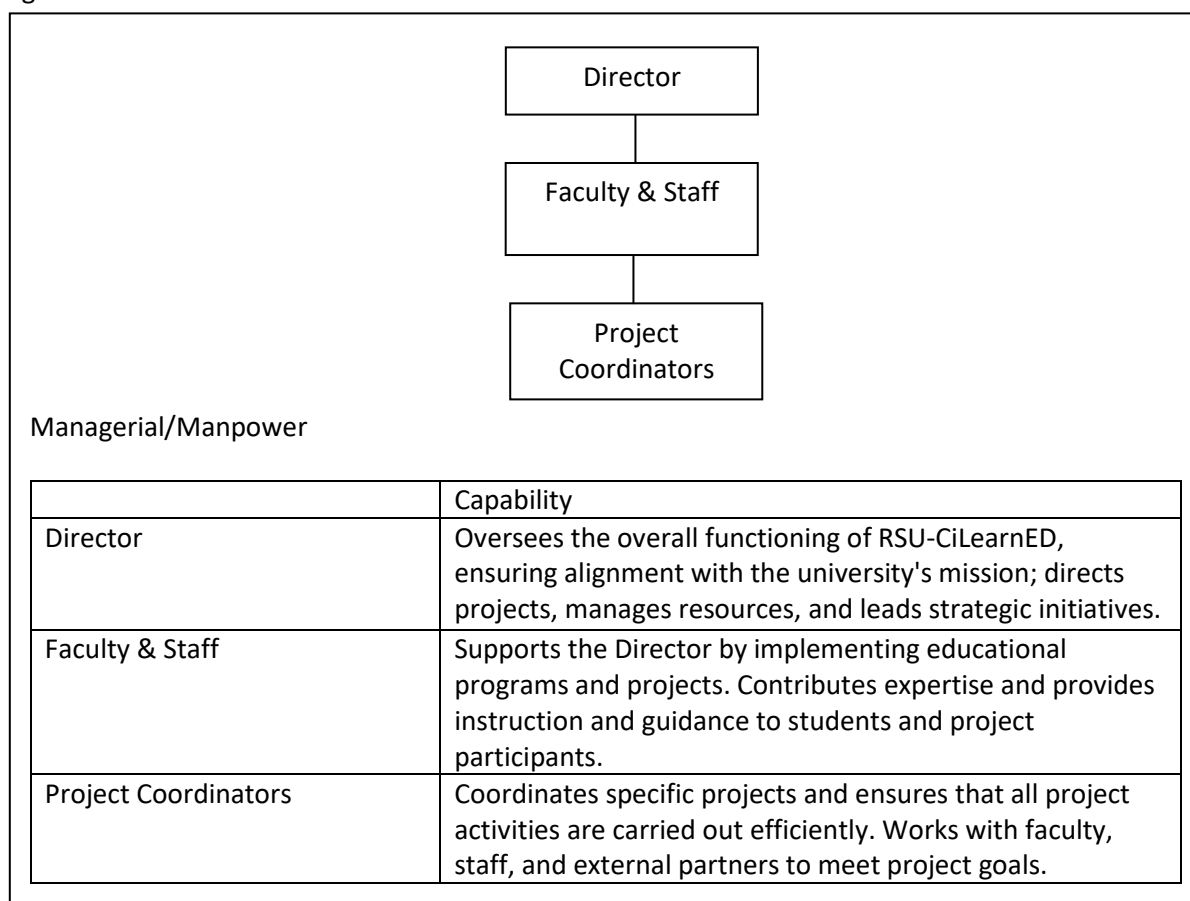 Director
Faculty & Staff
Project
Coordinators
Managerial/Manpower
Capability
Director
Oversees the overall functioning of RSU-CiLearnED,
ensuring alignment with the university's mission; directs
projects, manages resources, and leads strategic initiatives.
Faculty & Staff
Supports the Director by implementing educational
programs and projects. Contributes expertise and provides
instruction and guidance to students and project
participants.
Project Coordinators
Coordinates specific projects and ensures that all project
activities are carried out efficiently. Works with faculty,
staff, and external partners to meet project goals.